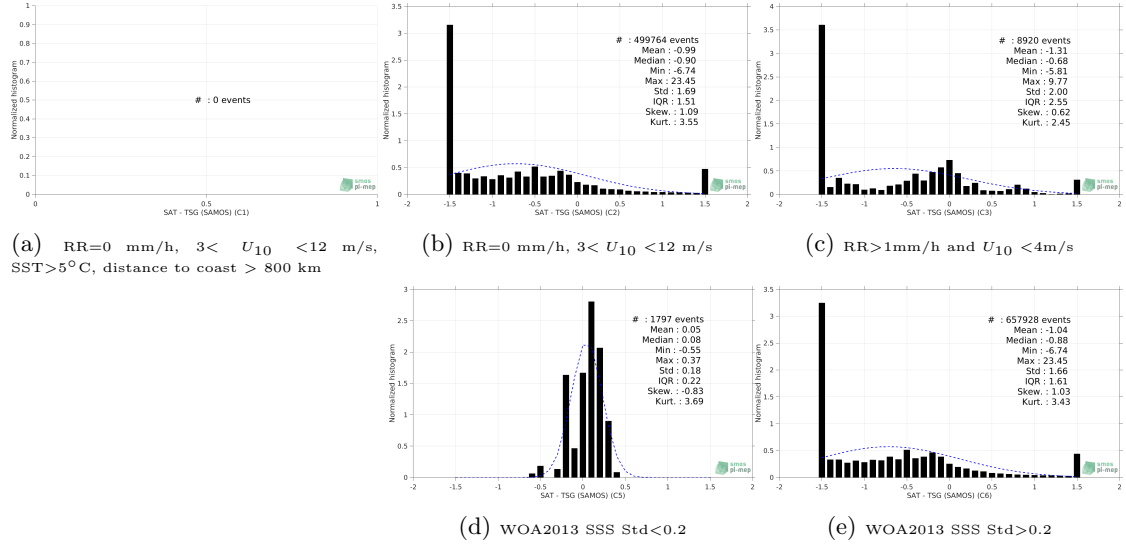 Normalized histogram
1
0.9
0.8
0.7
0.6
0.5
0.4
0.3
0.2
0.1
0
# : 0 events
0 0.5 1
SAT - TSG (SAMOS) (C1)
smos
pi-mep
(a) RR=0 mm/h, 3< U10 <12 m/s,
SST>5°C, distance to coast > 800 km
Normalized histogram
3.5
3
2.5
2
1.5
1
0.5
0
# : 499764 events
Mean : -0.99
Median : -0.90
Min : -6.74
Max : 23.45
Std : 1.69
IQR : 1.51
Skew. : 1.09
Kurt. : 3.55
smos
pi-mep
-2 -1.5 -1 -0.5 0 0.5 1 1.5 2
SAT - TSG (SAMOS) (C2)
(b) RR=0 mm/h, 3< U10 <12 m/s
Normalized histogram
4
3.5
3
2.5
2
1.5
1
0.5
0
# : 8920 events
Mean : -1.31
Median : -0.68
Min : -5.81
Max : 9.77
Std : 2.00
IQR : 2.55
Skew. : 0.62
Kurt. : 2.45
smos
pi-mep
-2 -1.5 -1 -0.5 0 0.5 1 1.5 2
SAT - TSG (SAMOS) (C3)
(c) RR>1mm/h and U10 <4m/s
Normalized histogram
3
2.5
2
1.5
1
0.5
0
# : 1797 events
Mean : 0.05
Median : 0.08
Min : -0.55
Max : 0.37
Std : 0.18
IQR : 0.22
Skew. : -0.83
Kurt. : 3.69
smos
pi-mep
-2 -1.5 -1 -0.5 0 0.5 1 1.5 2
SAT - TSG (SAMOS) (C5)
(d) WOA2013 SSS Std<0.2
Normalized histogram
3.5
3
2.5
2
1.5
1
0.5
0
# : 657928 events
Mean : -1.04
Median : -0.88
Min : -6.74
Max : 23.45
Std : 1.66
IQR : 1.61
Skew. : 1.03
Kurt. : 3.43
smos
pi-mep
-2 -1.5 -1 -0.5 0 0.5 1 1.5 2
SAT - TSG (SAMOS) (C6)
(e) WOA2013 SSS Std>0.2